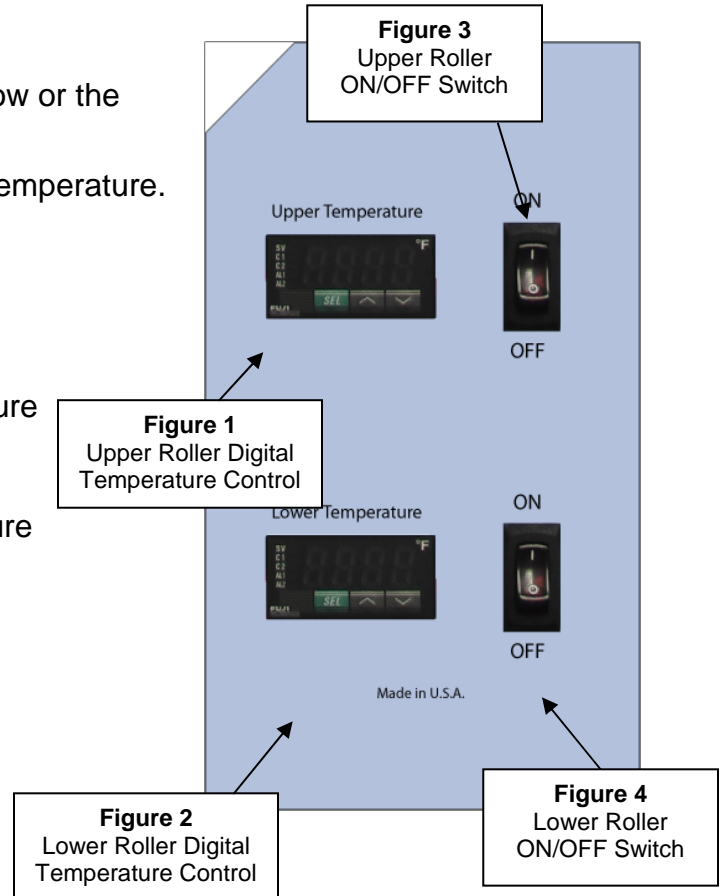 Figure 3
Upper Roller
ON/OFF Switch
ow or the
emperature.
ON
Upper Temperature
°F
SV
C1
C2
AL1
AL2
SEL
FUJI
OFF
ure
Figure 1
Upper Roller Digital
Temperature Control
ure
ON
Lower Temperature
°F
SV
C1
C2
AL1
AL2
SEL
FUJI
OFF
Made in U.S.A.
Figure 2
Lower Roller Digital
Temperature Control
Figure 4
Lower Roller
ON/OFF Switch